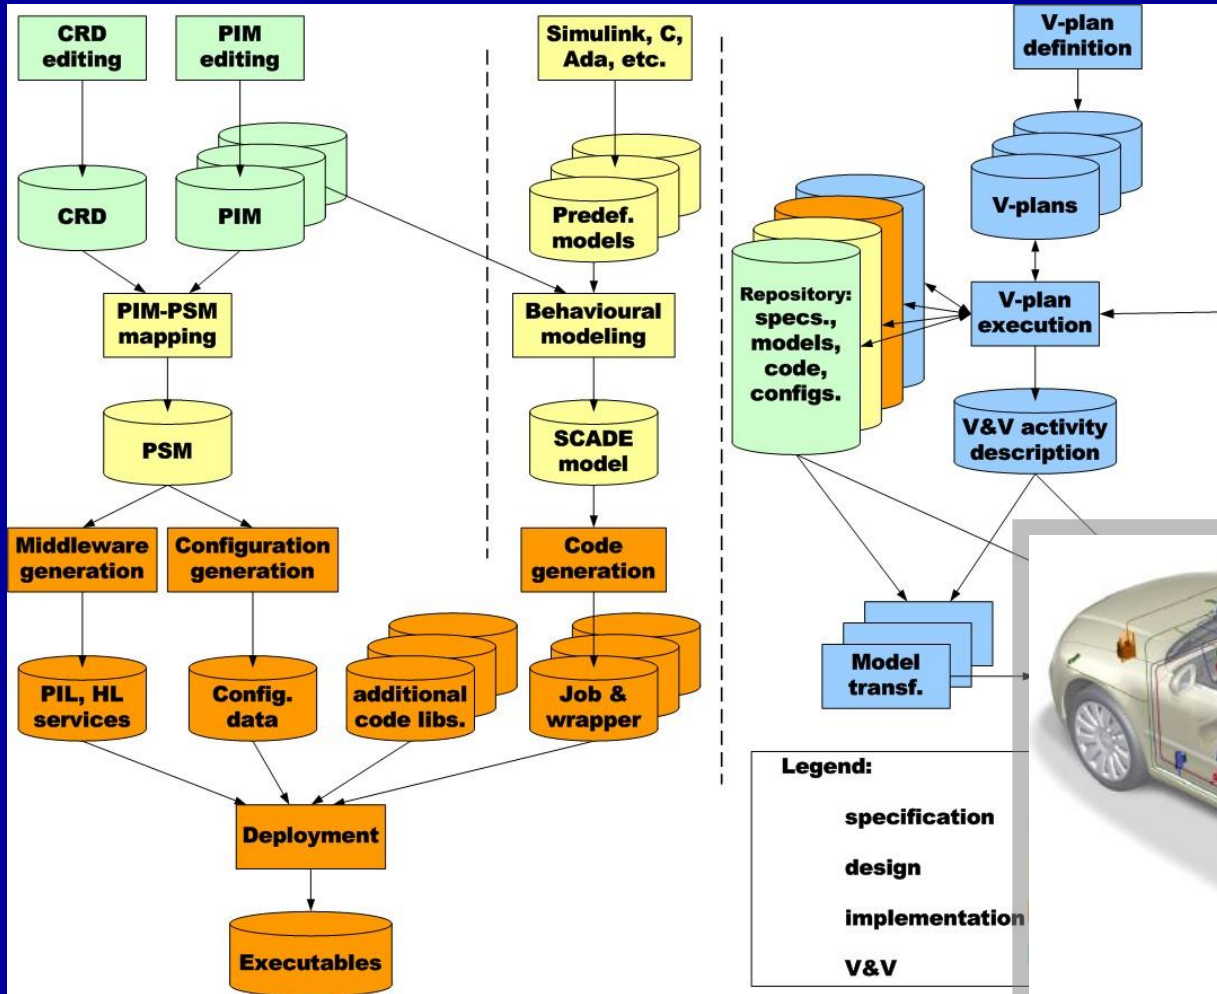 CRD
editing
PIM
editing
Simulink, C,
Ada, etc.
V-plan
definition
CRD
PIM
Predef.
models
V-plans
PIM-PSM
mapping
Behavioural
modeling
Repository:
specs.,
models,
code,
configs.
V-plan
execution
PSM
SCADE
model
V&V activity
description
Middleware
generation
Configuration
generation
Code
generation
PIL, HL
services
Config.
data
additional
code libs.
Job &
wrapper
Model
transf.
Deployment
Executables
Legend:
specification
design
implementation
V&V